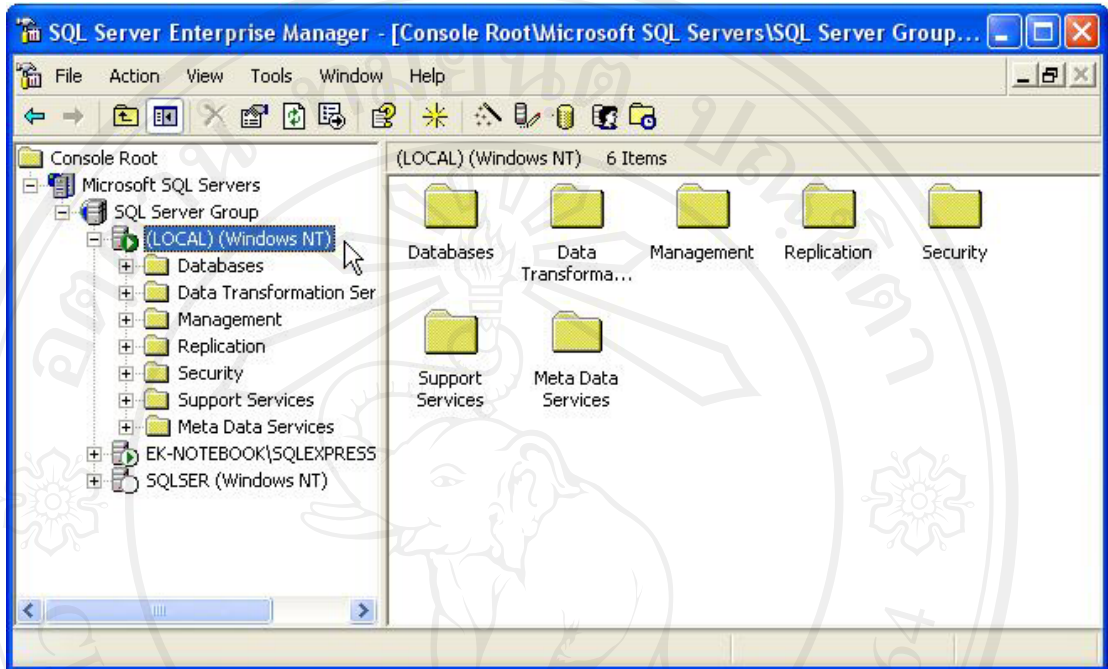 SQL Server Enterprise Manager - [Console Root\Microsoft SQL Servers\SQL Server Group...
File Action View Tools Window Help
Console Root
Microsoft SQL Servers
SQL Server Group
(LOCAL) (Windows NT)
Databases
Data Transformation Ser
Management
Replication
Security
Support Services
Meta Data Services
EK-NOTEBOOK\SQLEXPRESS
SQLSER (Windows NT)
(LOCAL) (Windows NT) 6 Items
Databases
Data Transforma...
Management
Replication
Security
Support Services
Meta Data Services